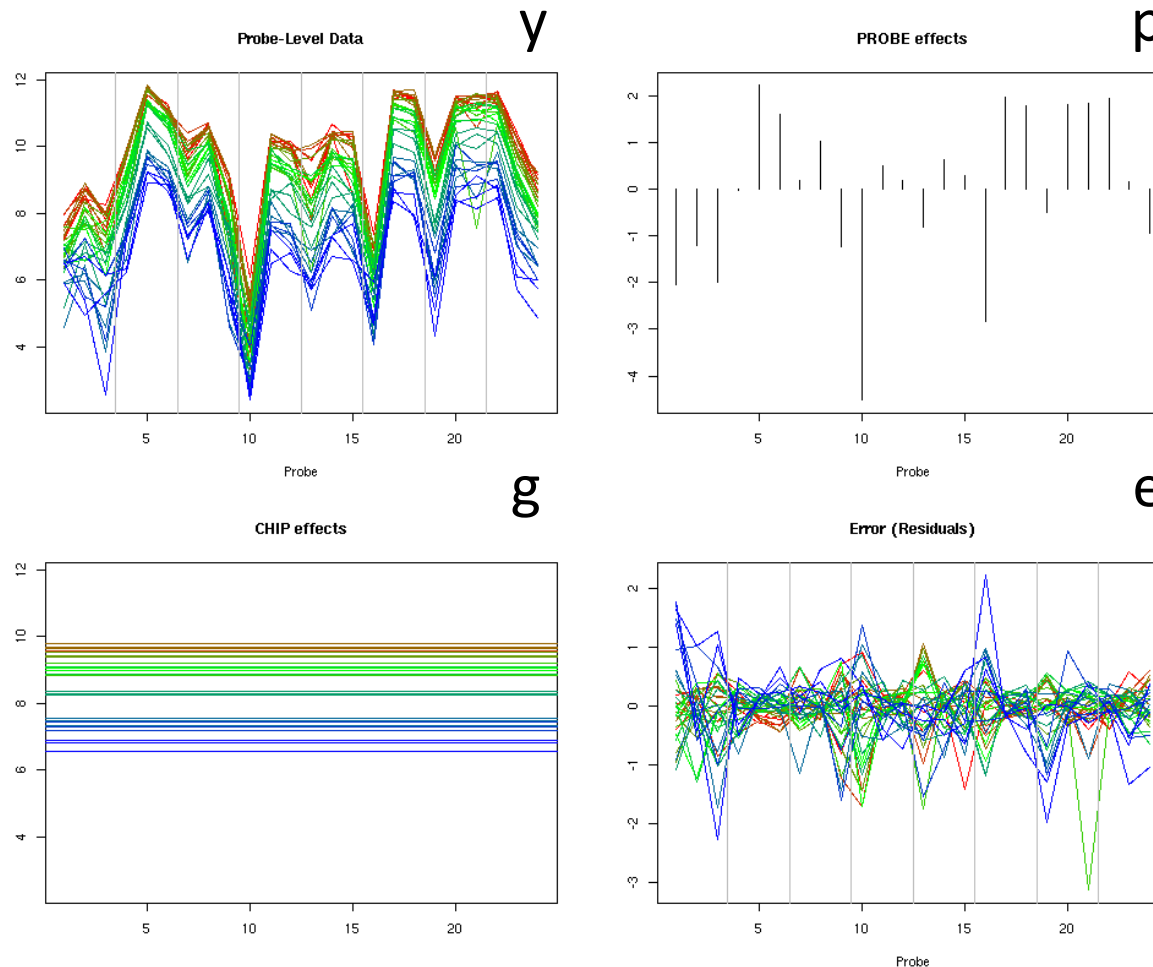 y
Probe-Level Data
12
10
8
6
4
5 10 15 20
Probe
p
PROBE effects
2
1
0
-1
-2
-3
-4
5 10 15 20
Probe
g
CHIP effects
12
10
8
6
4
5 10 15 20
e
Error (Residuals)
2
1
0
-1
-2
-3
5 10 15 20
Probe